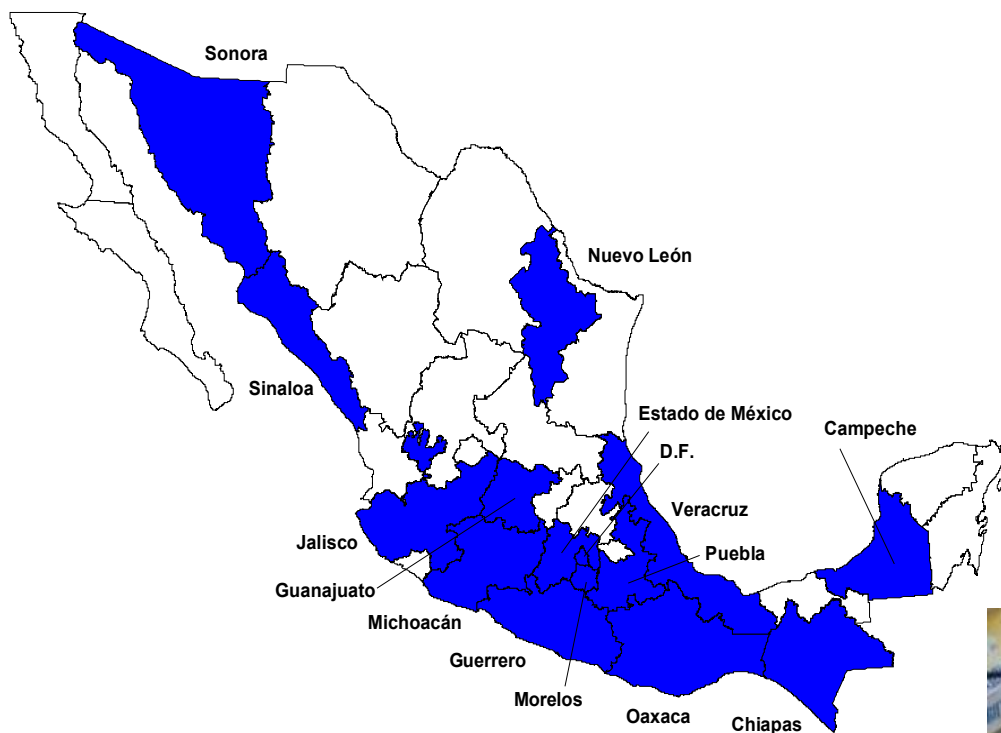 Sonora
Nuevo León
Sinaloa
Estado de México
Campeche
D.F.
Veracruz
Jalisco
Puebla
Guanajuato
Michoacán
Guerrero
Morelos
Oaxaca
Chiapas